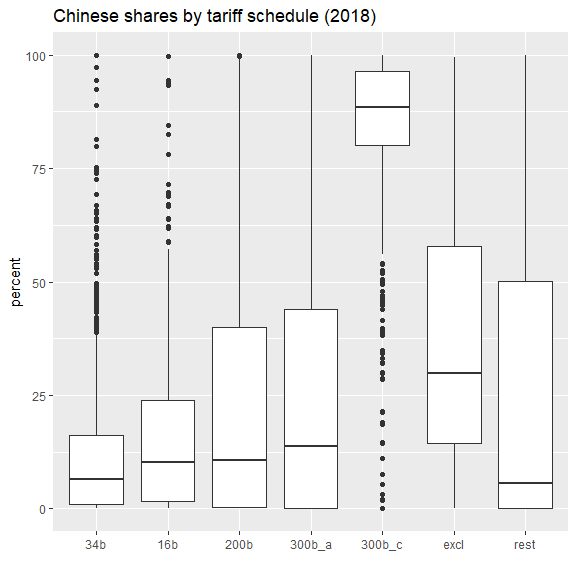 Chinese shares by tariff schedule (2018)
percent
100
75
50
25
0
34b 16b 200b 300b_a 300b_c excl rest